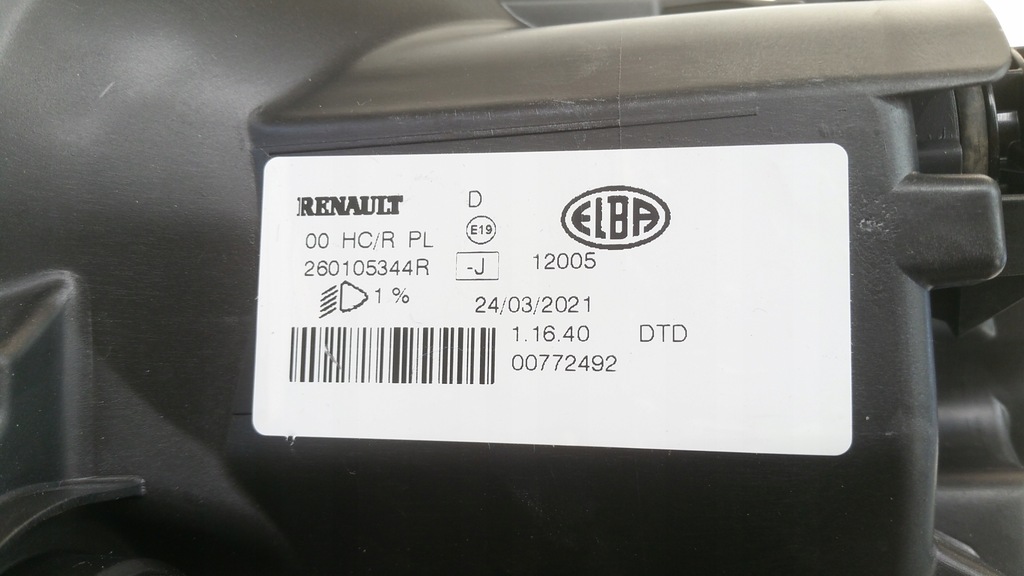 RENAULT D
E19 ELBA
00 HC/R PL
260105344R -J 12005
1 % 24/03/2021
1.16.40 DTD
00772492